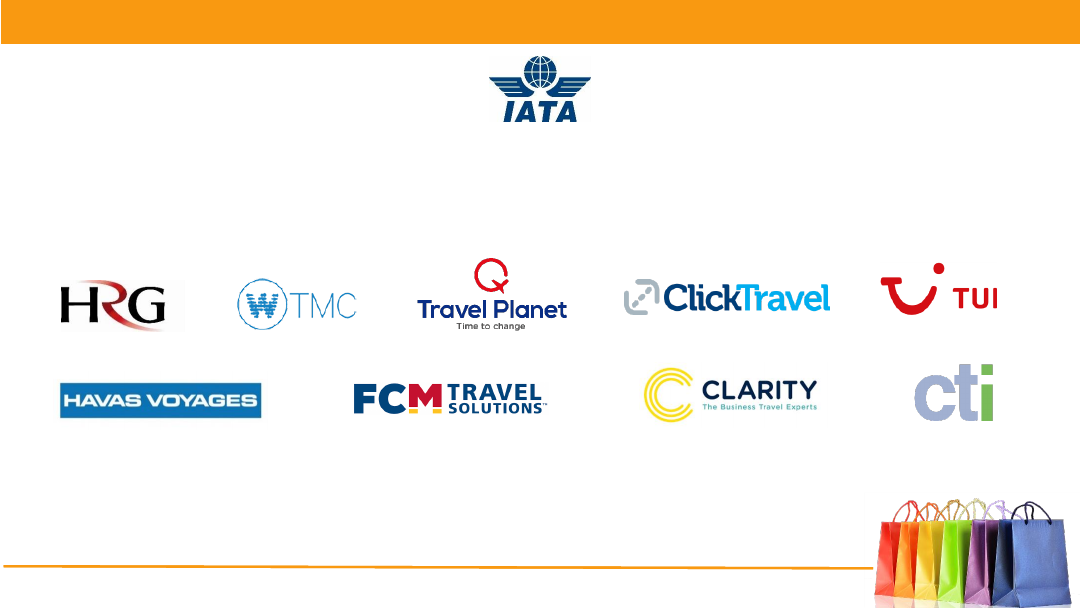 IATA
HRG
W TMC
Travel Planet
Time to change
ClickTravel
TUI
HAVAS VOYAGES
FCM TRAVEL
SOLUTIONS™
CLARITY
The Business Travel Experts
cti